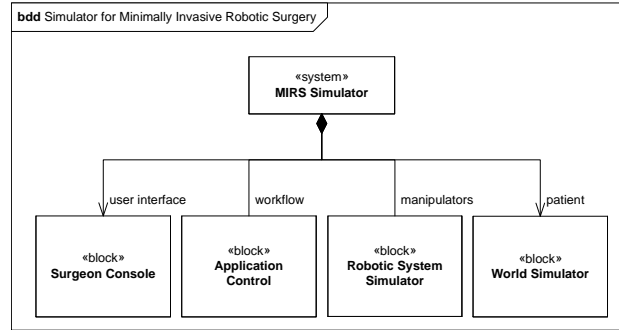 bdd Simulator for Minimally Invasive Robotic Surgery
«system»
MIRS Simulator
user interface
workflow
manipulators
patient
«block»
Surgeon Console
«block»
Application
Control
«block»
Robotic System
Simulator
«block»
World Simulator